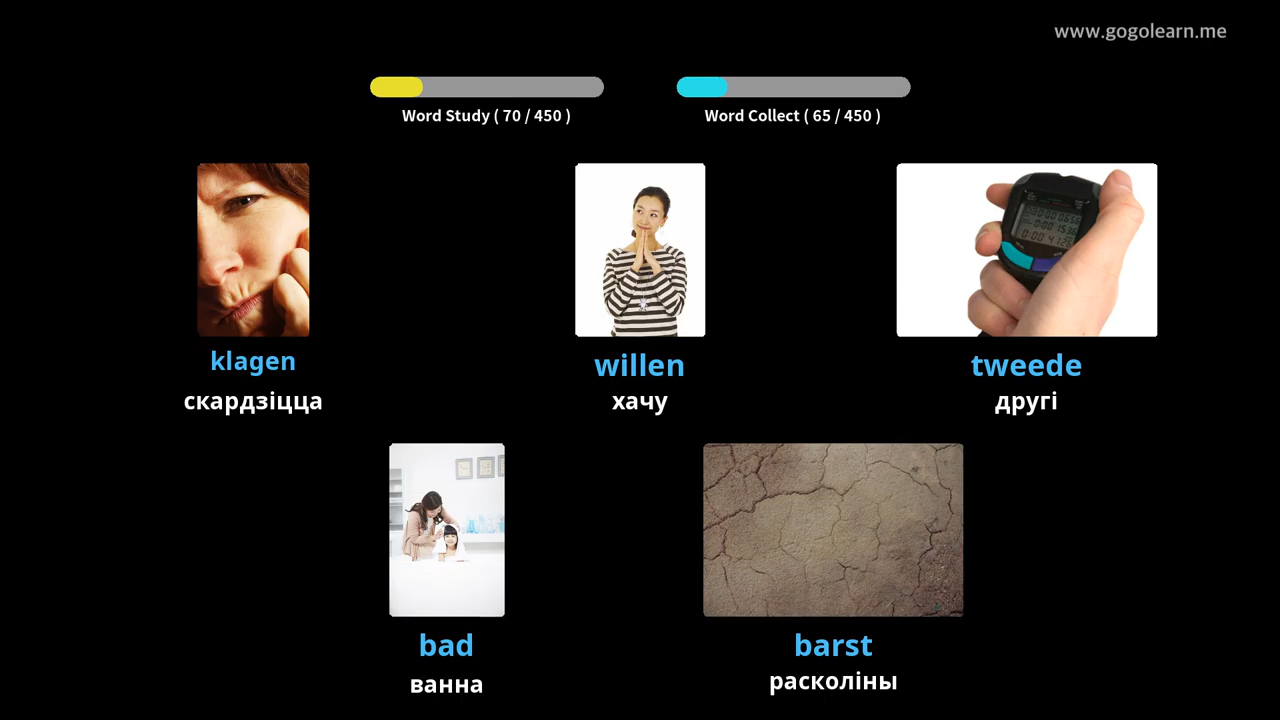 www.gogolearn.me
Word Study ( 70 / 450 )
Word Collect ( 65 / 450 )
klagen
скардзіцца
willen
хачу
tweede
другі
bad
ванна
barst
расколіны